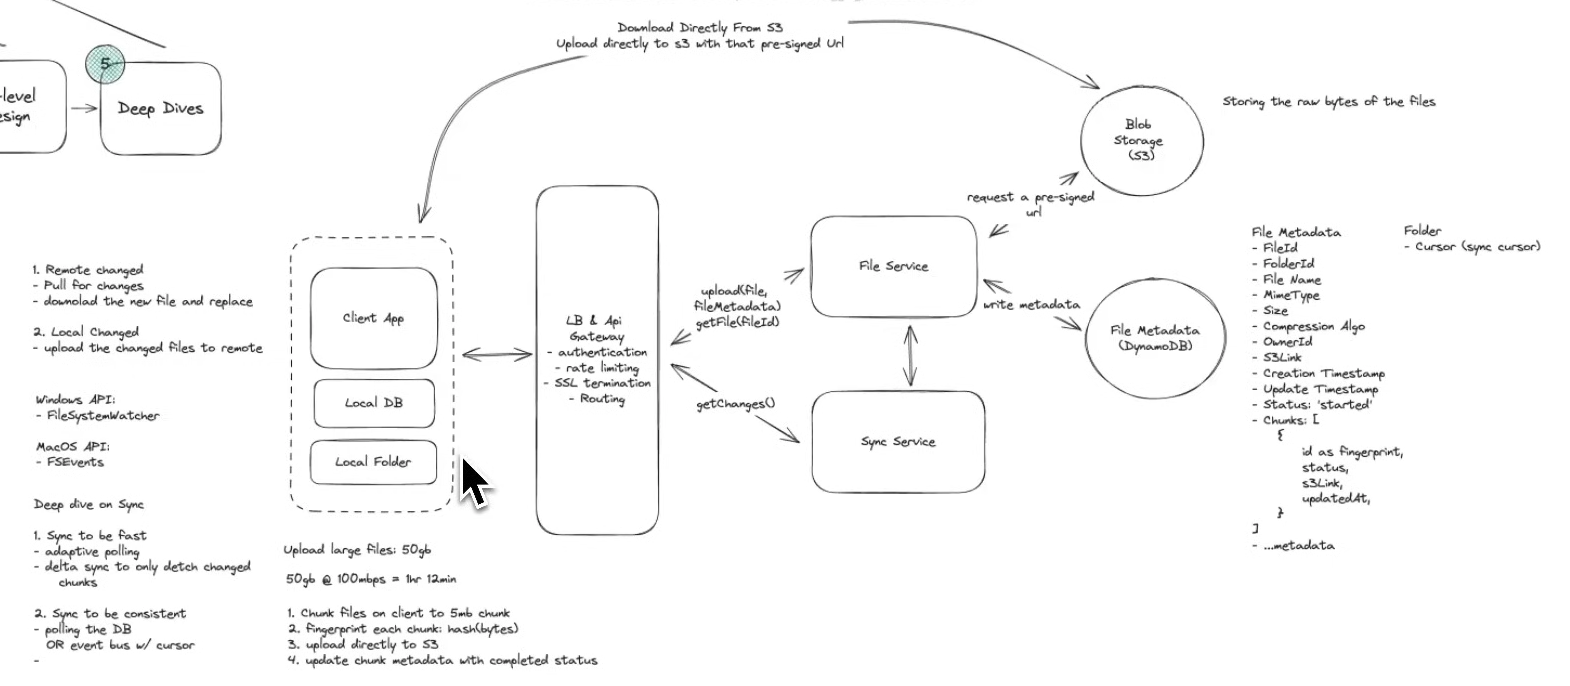 Download Directly From S3
Upload directly to s3 with that pre-signed Url
5
-level
esign
Deep Dives
Blob
Storage
(S3)
Storing the raw bytes of the files
request a pre-signed
url
File Service
upload(file,
fileMetadata)
getFile(fileId)
write metadata
File Metadata
(DynamoDB)
getChanges()
Sync Service
LB & Api
Gateway
- authentication
- rate limiting
- SSL termination
- Routing
Client App
Local DB
Local Folder
1. Remote changed
- Pull for changes
- downolad the new file and replace
2. Local Changed
- upload the changed files to remote
Windows API:
- FileSystemWatcher
MacOS API:
- FSEvents
Deep dive on Sync
1. Sync to be fast
- adaptive polling
- delta sync to only detch changed
chunks
2. Sync to be consistent
- polling the DB
OR event bus w/ cursor
-
Upload large files: 50gb
50gb @ 100mbps = 1hr 12min
1. Chunk files on client to 5mb chunk
2. fingerprint each chunk: hash(bytes)
3. upload directly to S3
4. update chunk metadata with completed status
File Metadata
- FileId
- FolderId
- File Name
- MimeType
- Size
- Compression Algo
- OwnerId
- S3Link
- Creation Timestamp
- Update Timestamp
- Status: 'started'
- Chunks: [
{
id as fingerprint,
status,
s3Link,
updatedAt,
}
]
- ...metadata
Folder
- Cursor (sync cursor)